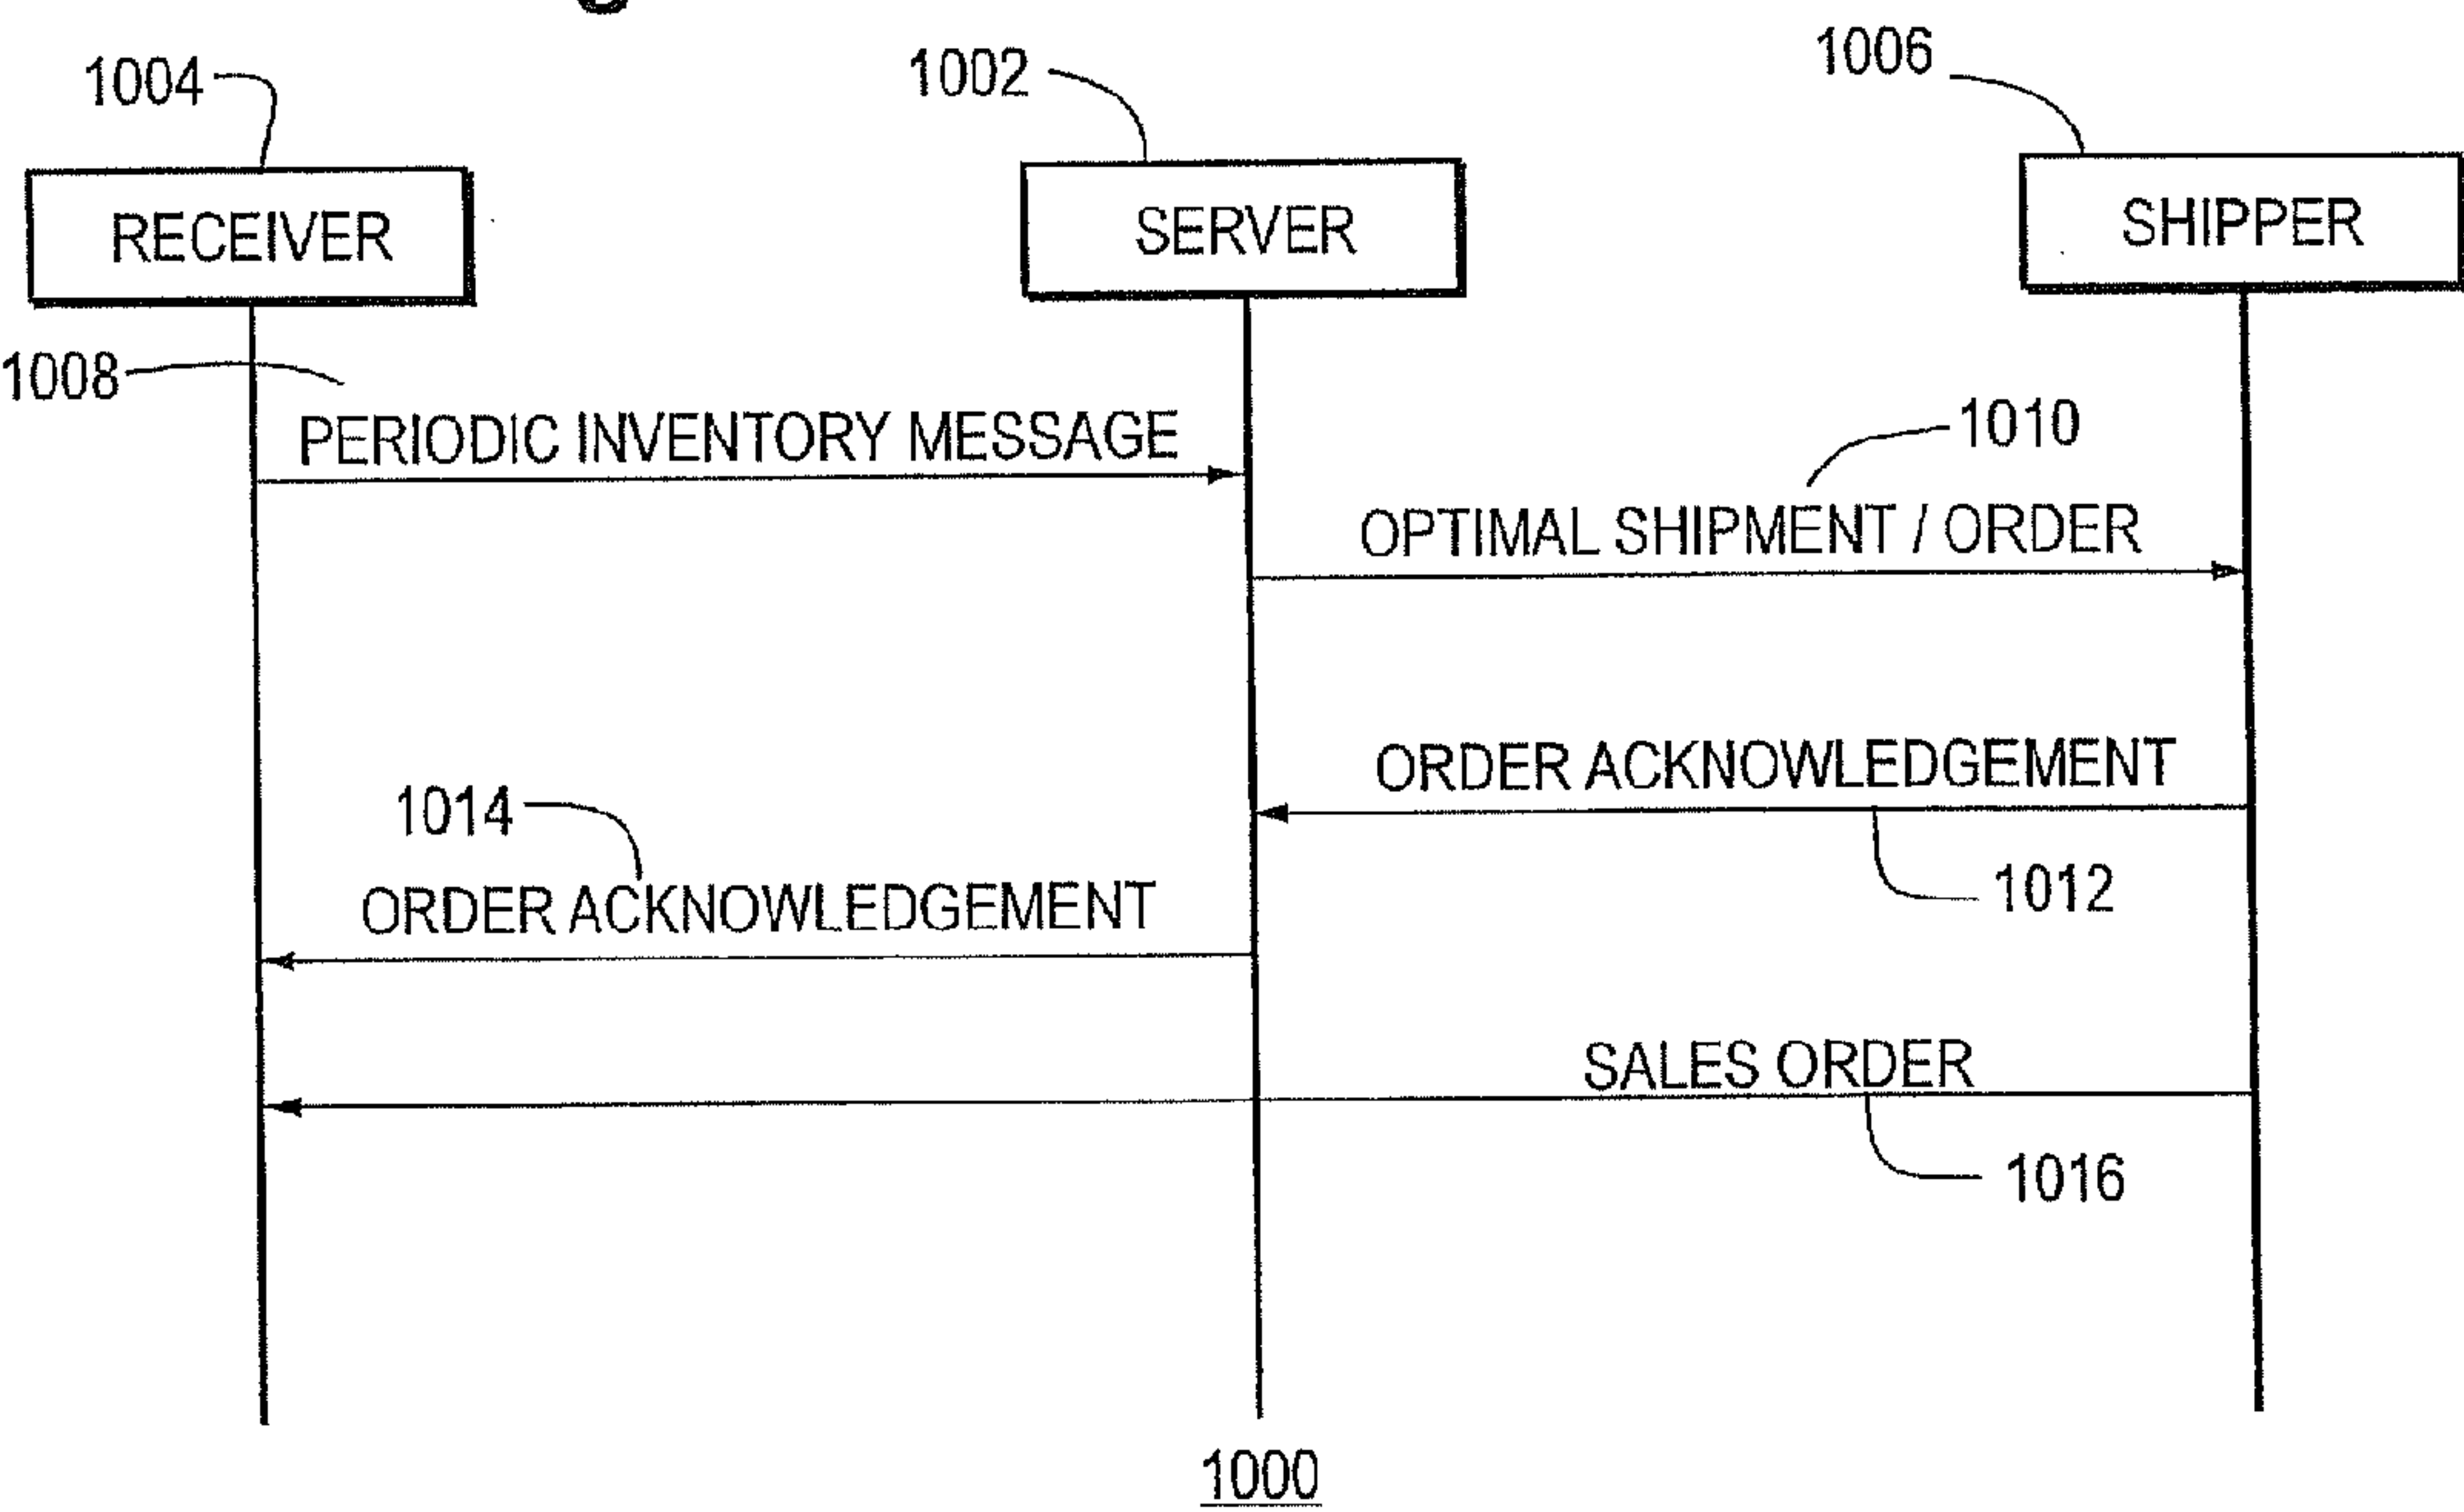 1004
1002
1006
RECEIVER
SERVER
SHIPPER
1008
PERIODIC INVENTORY MESSAGE
1010
OPTIMAL SHIPMENT / ORDER
ORDER ACKNOWLEDGEMENT
1014
1012
ORDER ACKNOWLEDGEMENT
SALES ORDER
1016
1000